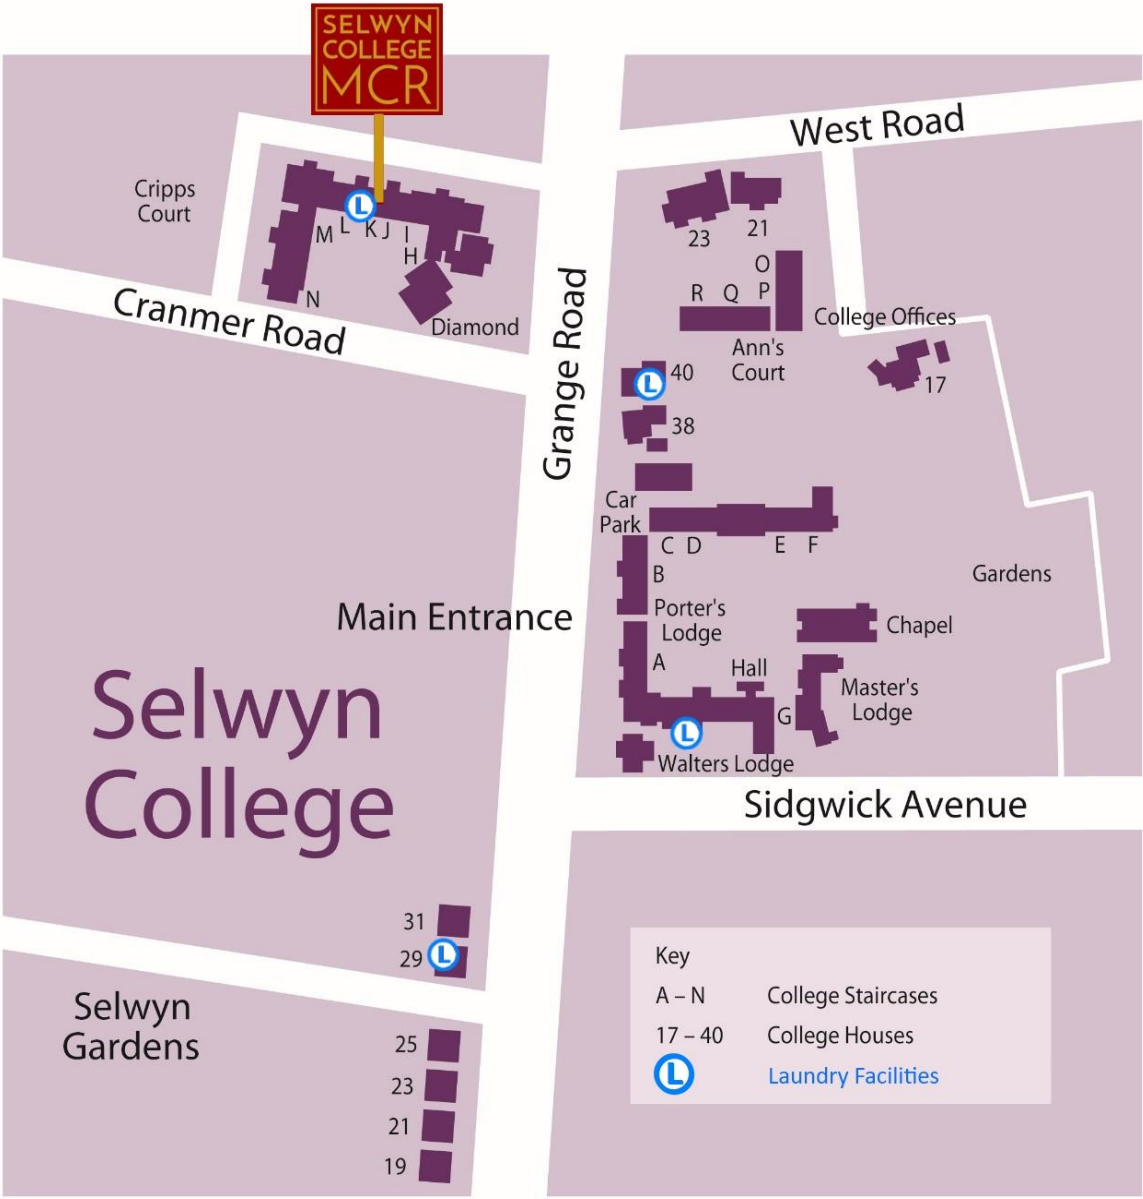 SELWYN
COLLEGE
MCR
West Road
Cripps
Court
M L K J I
H
N
Diamond
Cranmer Road
Grange Road
23 21
O
P
R Q
College Offices
Ann's
Court
17
40
38
Car
Park
C D E F
B
Gardens
Main Entrance
Porter's
Lodge
Chapel
A
Hall
Master's
Lodge
G
L
Walters Lodge
Selwyn
College
Sidgwick Avenue
31
29
Selwyn
Gardens
25
23
21
19
Key
A – N College Staircases
17 – 40 College Houses
L Laundry Facilities
L
L
L